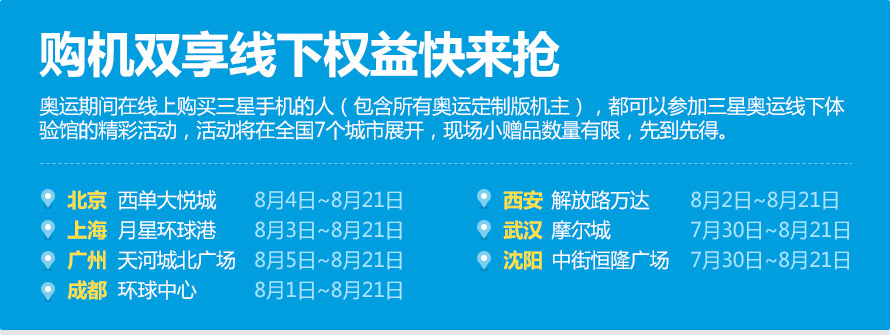 购机双享线下权益快来抢
奥运期间在线上购买三星手机的人（包含所有奥运定制版机主），都可以参加三星奥运线下体
验馆的精彩活动，活动将在全国7个城市展开，现场小赠品数量有限，先到先得。
北京 西单大悦城 8月4日~8月21日
上海 月星环球港 8月3日~8月21日
广州 天河城北广场 8月5日~8月21日
成都 环球中心 8月1日~8月21日
西安 解放路万达 8月2日~8月21日
武汉 摩尔城 7月30日~8月21日
沈阳 中街恒隆广场 7月30日~8月21日